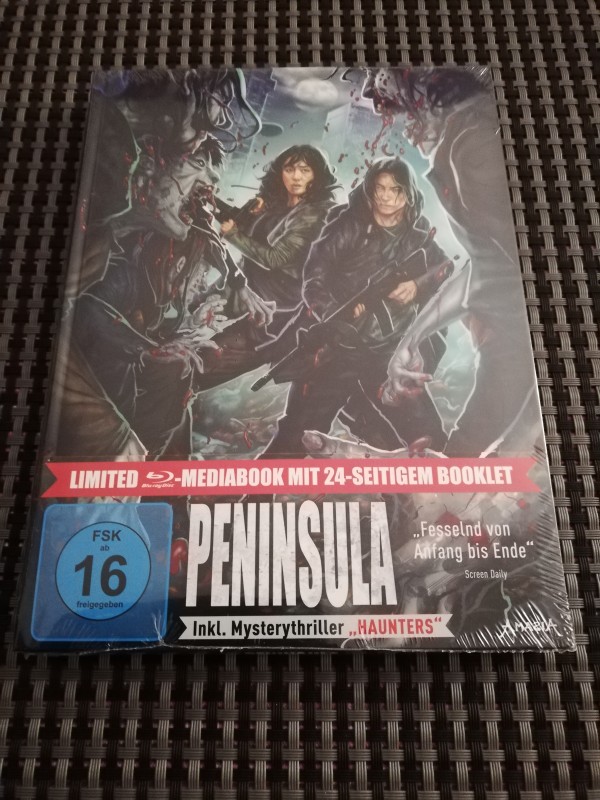 LIMITED Blu-ray Disc-MEDIABOOK MIT 24-SEITIGEM BOOKLET
FSK
ab
16
freigegeben
PENINSULA
„Fesselnd von
Anfang bis Ende“
Screen Daily
Inkl. Mysterythriller „HAUNTERS“